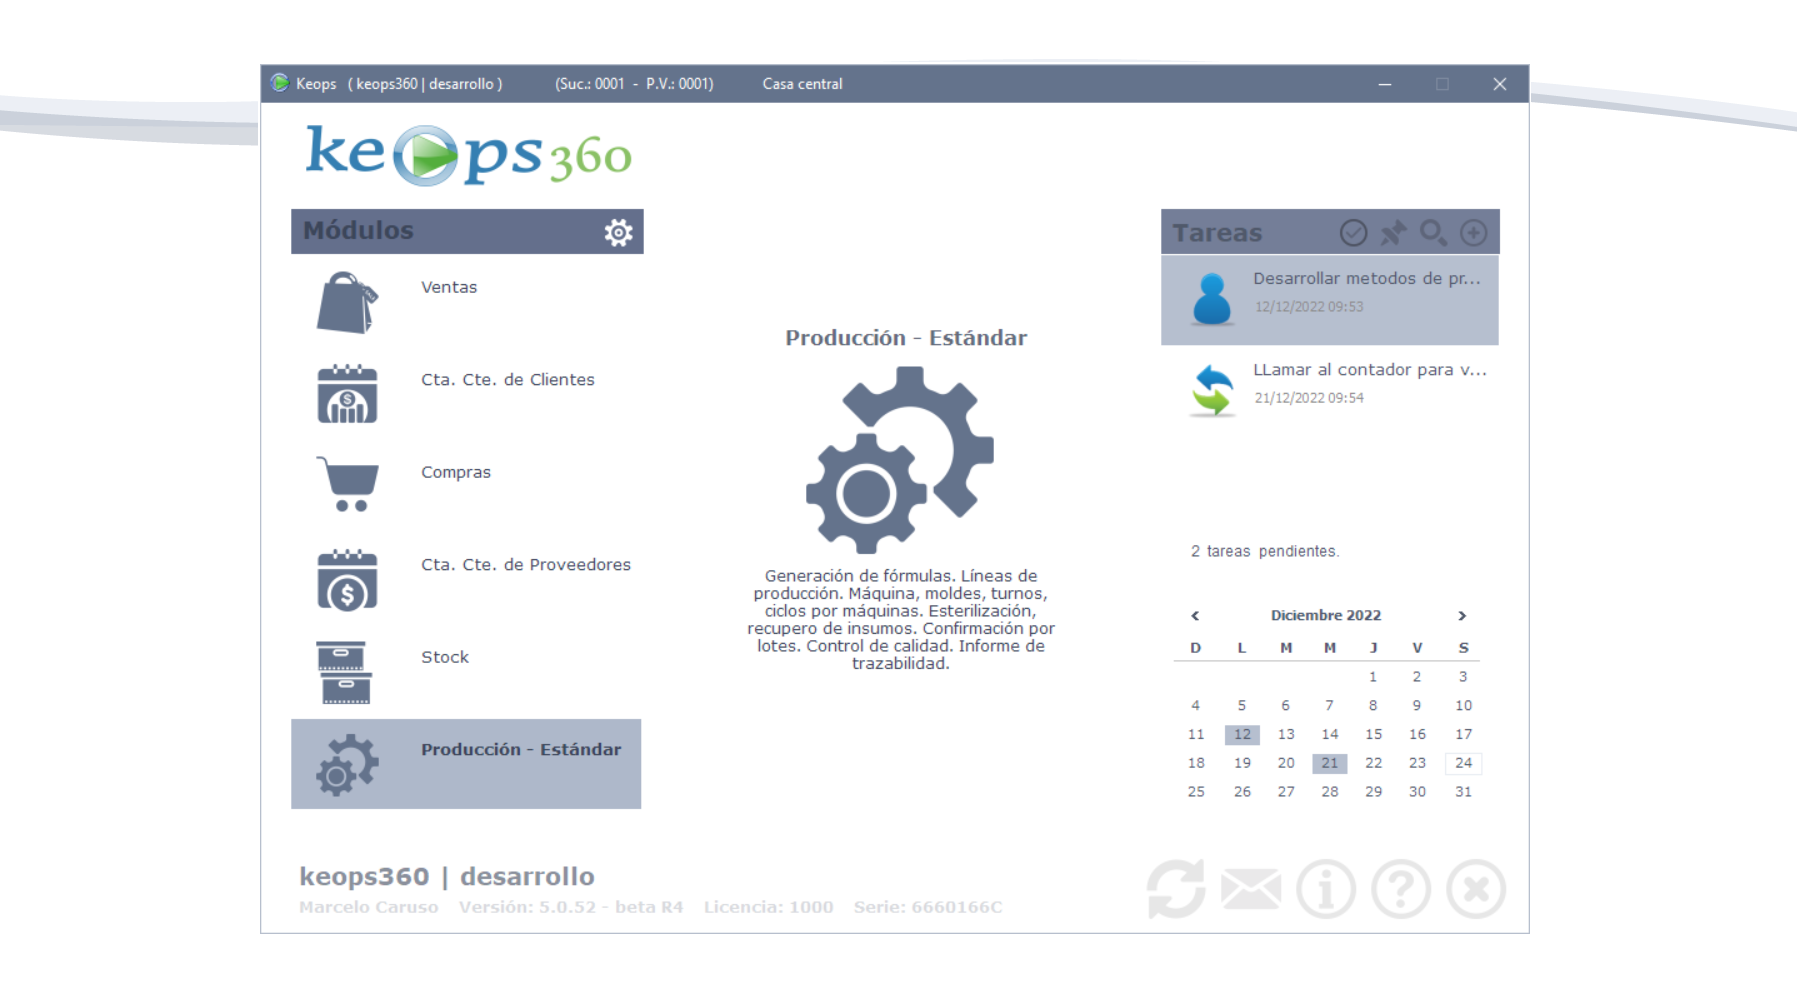 Keops ( keops360 | desarrollo ) (Suc.: 0001 - P.V.: 0001) Casa central
keops360
Módulos
Ventas
Cta. Cte. de Clientes
Compras
Cta. Cte. de Proveedores
Stock
Producción - Estándar
Producción - Estándar
Generación de fórmulas. Líneas de
producción. Máquina, moldes, turnos,
ciclos por máquinas. Esterilización,
recupero de insumos. Confirmación por
lotes. Control de calidad. Informe de
trazabilidad.
Tareas
Desarrollar metodos de pr...
12/12/2022 09:53
LLamar al contador para v...
21/12/2022 09:54
2 tareas pendientes.
Diciembre 2022
D L M M J V S
1 2 3
4 5 6 7 8 9 10
11 12 13 14 15 16 17
18 19 20 21 22 23 24
25 26 27 28 29 30 31
keops360 | desarrollo
Marcelo Caruso Versión: 5.0.52 - beta R4 Licencia: 1000 Serie: 6660166C